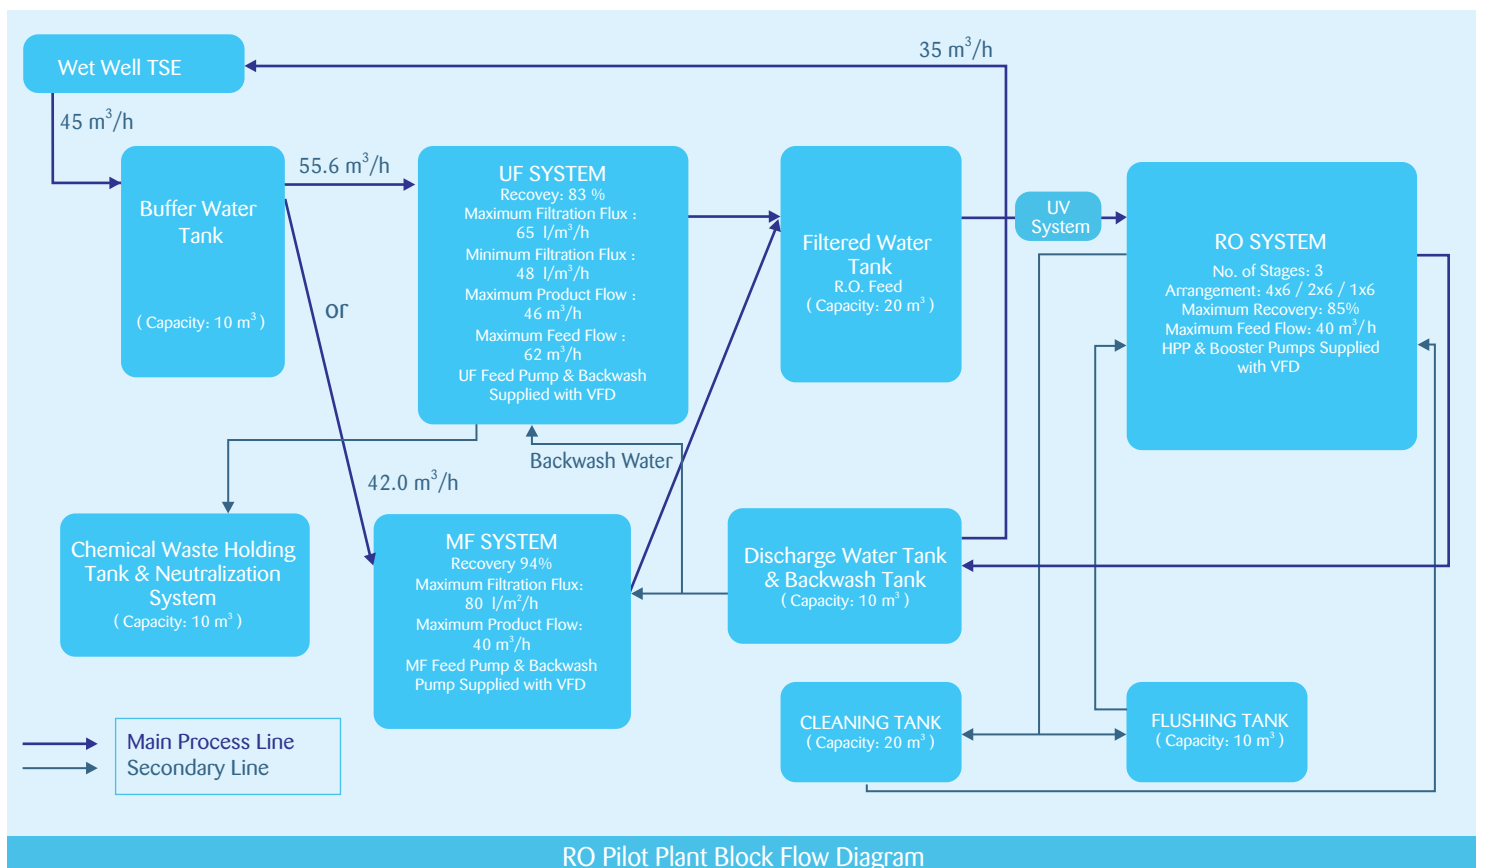 35 m³/h
Wet Well TSE
45 m³/h
Buffer Water
Tank
( Capacity: 10 m³ )
55.6 m³/h
or
42.0 m³/h
UF SYSTEM
Recovey: 83 %
Maximum Filtration Flux :
65 l/m³/h
Minimum Filtration Flux :
48 l/m³/h
Maximum Product Flow :
46 m³/h
Maximum Feed Flow :
62 m³/h
UF Feed Pump & Backwash
Supplied with VFD
Filtered Water
Tank
R.O. Feed
( Capacity: 20 m³ )
UV
System
RO SYSTEM
No. of Stages: 3
Arrangement: 4x6 / 2x6 / 1x6
Maximum Recovery: 85%
Maximum Feed Flow: 40 m³/h
HPP & Booster Pumps Supplied
with VFD
Backwash Water
Chemical Waste Holding
Tank & Neutralization
System
( Capacity: 10 m³ )
MF SYSTEM
Recovery 94%
Maximum Filtration Flux:
80 l/m²/h
Maximum Product Flow:
40 m³/h
MF Feed Pump & Backwash
Pump Supplied with VFD
Discharge Water Tank
& Backwash Tank
( Capacity: 10 m³ )
CLEANING TANK
( Capacity: 20 m³ )
FLUSHING TANK
( Capacity: 10 m³ )
Main Process Line
Secondary Line
RO Pilot Plant Block Flow Diagram